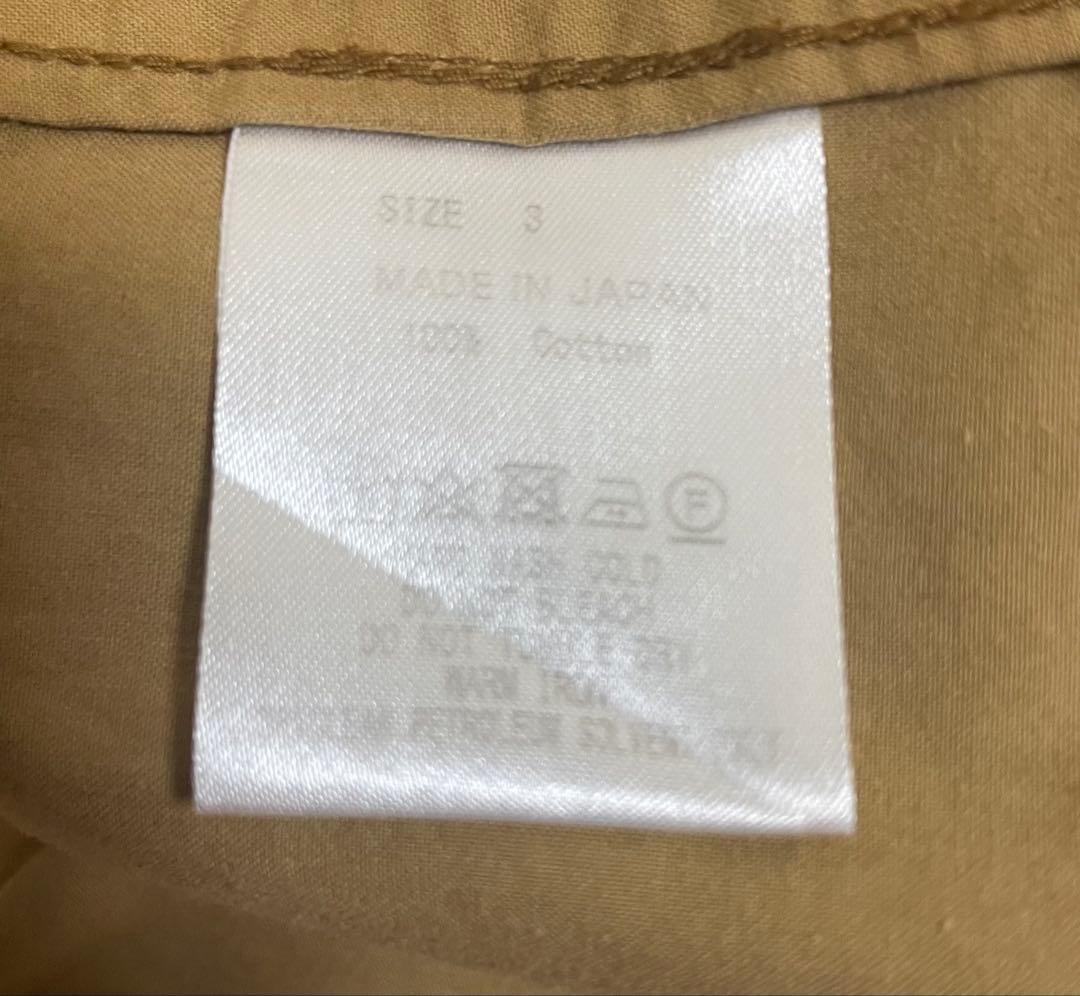 SIZE 3
MADE IN JAPAN
100% Cotton
F
WASH COLD
DO NOT BLEACH
DO NOT TUMBLE DRY
WARM IRON
PETROLEUM SOLVENT